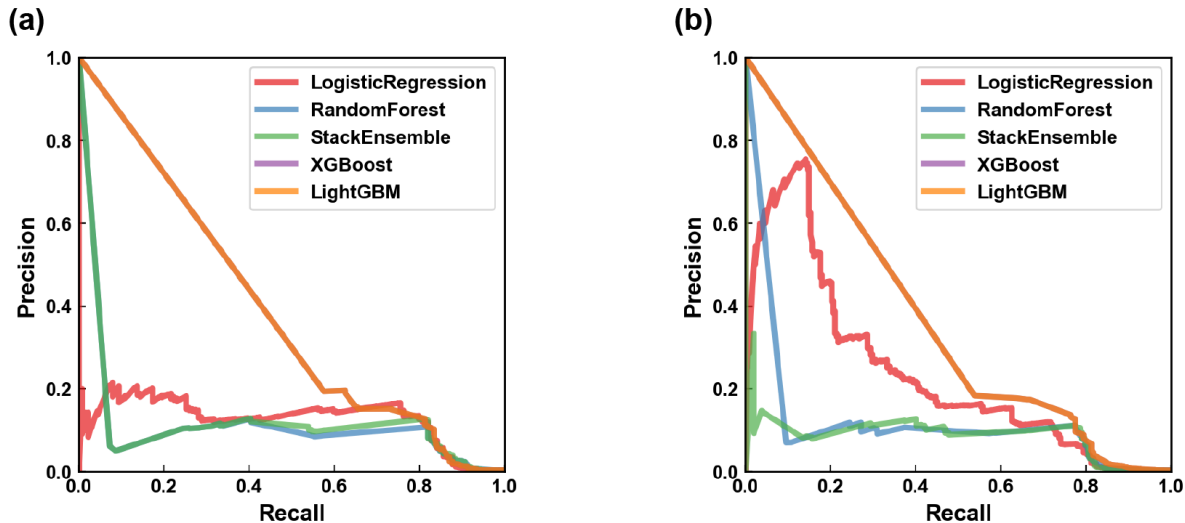 (a)
1.0
0.8
0.6
0.4
0.2
0.0
Precision
0.0 0.2 0.4 0.6 0.8 1.0
Recall
LogisticRegression
RandomForest
StackEnsemble
XGBoost
LightGBM
(b)
1.0
0.8
0.6
0.4
0.2
0.0
Precision
0.0 0.2 0.4 0.6 0.8 1.0
Recall
LogisticRegression
RandomForest
StackEnsemble
XGBoost
LightGBM